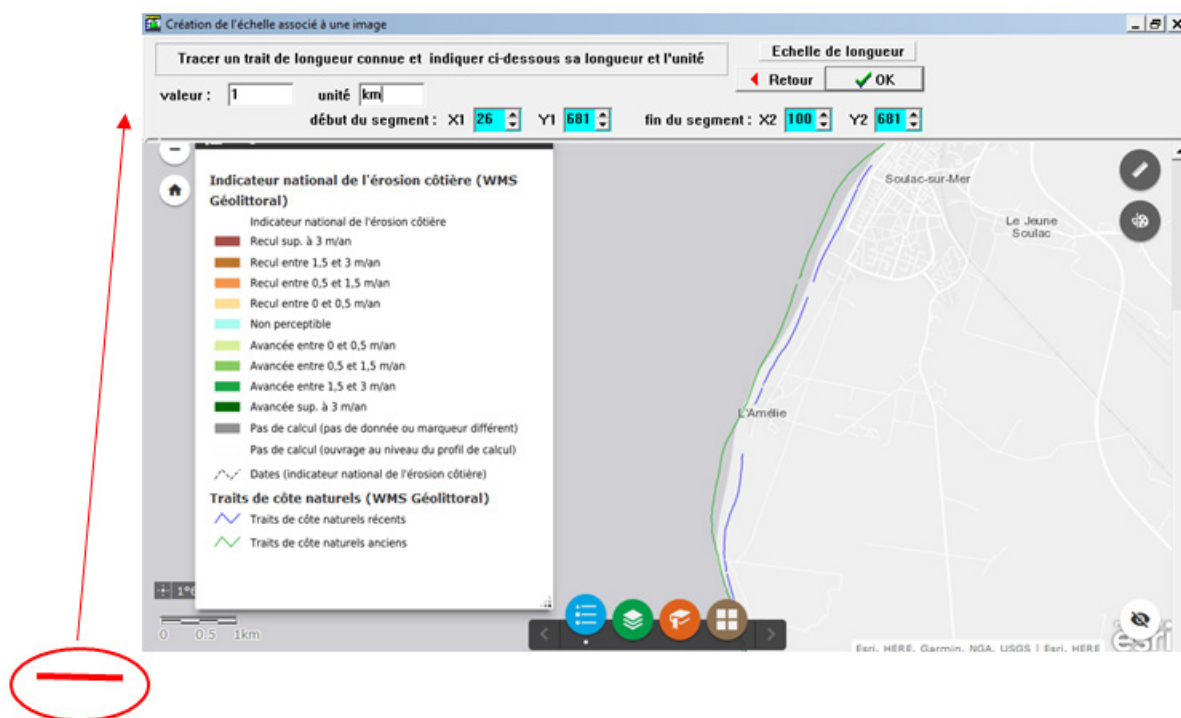 Création de l'échelle associé à une image
Tracer un trait de longueur connue et indiquer ci-dessous sa longueur et l'unité
Echelle de longueur
Retour
OK
valeur : 1 unité km
début du segment : X1 26 Y1 681 fin du segment : X2 100 Y2 681
Indicateur national de l'érosion côtière (WMS
Géolittoral)
Indicateur national de l'érosion côtière
Recul sup. à 3 m/an
Recul entre 1,5 et 3 m/an
Recul entre 0,5 et 1,5 m/an
Recul entre 0 et 0,5 m/an
Non perceptible
Avancée entre 0 et 0,5 m/an
Avancée entre 0,5 et 1,5 m/an
Avancée entre 1,5 et 3 m/an
Avancée sup. à 3 m/an
Pas de calcul (pas de donnée ou marqueur différent)
Pas de calcul (ouvrage au niveau du profil de calcul)
Dates (indicateur national de l'érosion côtière)
Traits de côte naturels (WMS Géolittoral)
Traits de côte naturels récents
Traits de côte naturels anciens
Soulac-sur-Mer
Le Jeune
Soulac
L'Amélie
0 0.5 1km
Esri, HERE, Garmin, NGA, USGS | Esri, HERE
esri